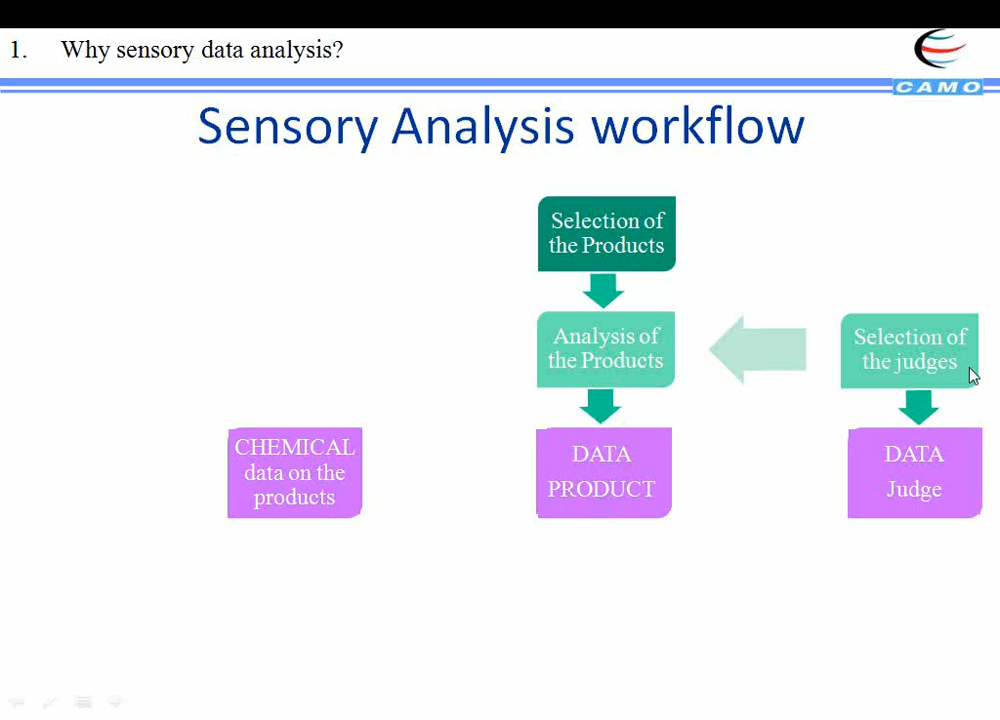 1. Why sensory data analysis?
CAMO
Sensory Analysis workflow
Selection of
the Products
Analysis of
the Products
Selection of
the judges
CHEMICAL
data on the
products
DATA
PRODUCT
DATA
Judge